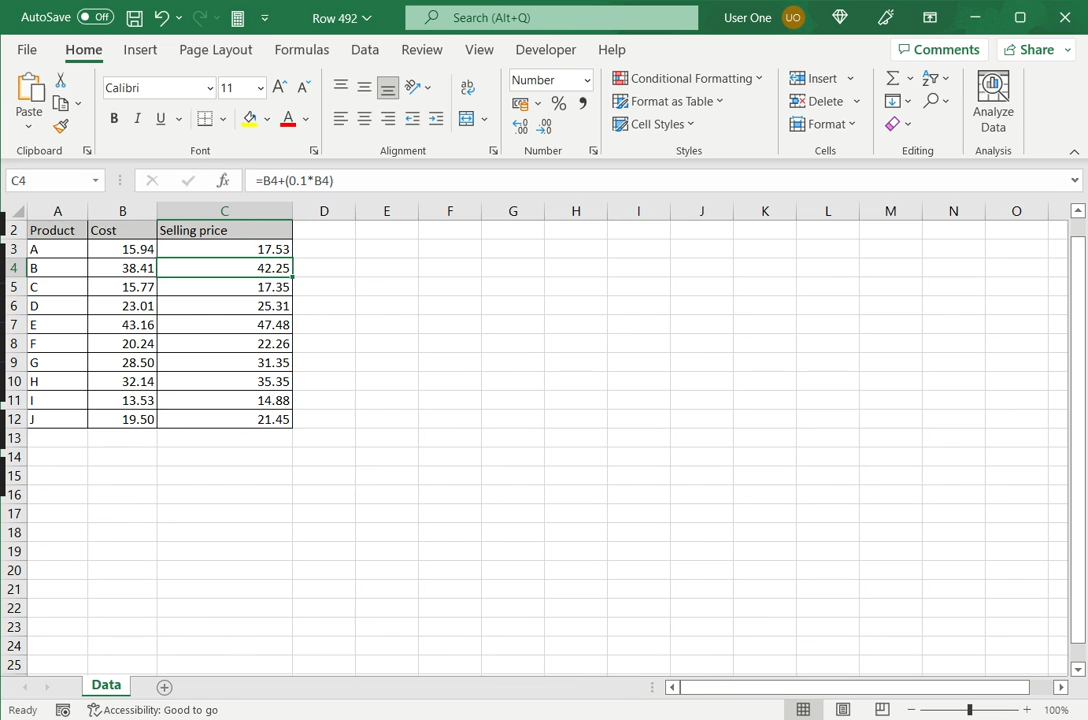 AutoSave Off Row 492 Search (Alt+Q) User One UO
File Home Insert Page Layout Formulas Data Review View Developer Help Comments Share
Paste Calibri 11 Number Conditional Formatting Insert
B I U A % Format as Table Delete Analyze Data
Cell Styles Format
Clipboard Font Alignment Number Styles Cells Editing Analysis
C4 fx =B4+(0.1*B4)
A B C D E F G H I J K L M N O
2 Product Cost Selling price
3 A 15.94 17.53
4 B 38.41 42.25
5 C 15.77 17.35
6 D 23.01 25.31
7 E 43.16 47.48
8 F 20.24 22.26
9 G 28.50 31.35
10 H 32.14 35.35
11 I 13.53 14.88
12 J 19.50 21.45
13
14
15
16
17
18
19
20
21
22
23
24
25
Data
Ready Accessibility: Good to go 100%